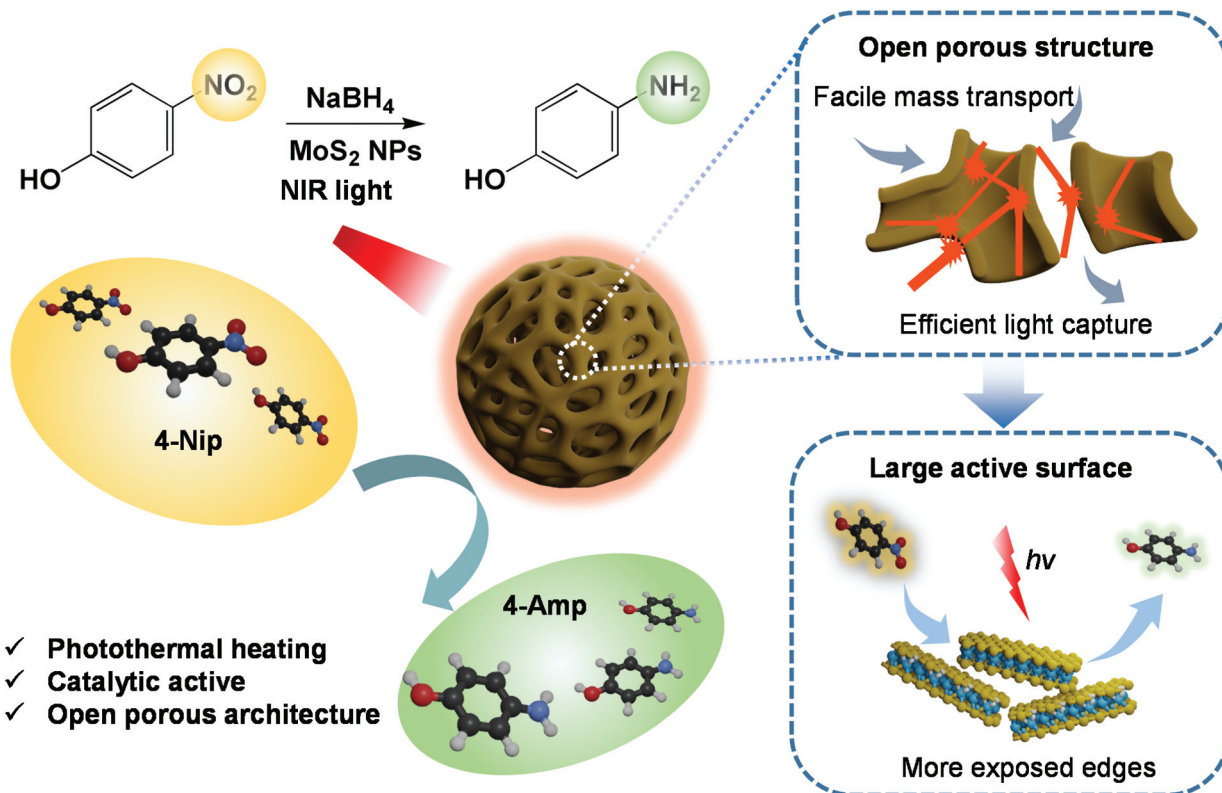 NO₂
HO
NaBH₄
MoS₂ NPs
NIR light
NH₂
HO
4-Nip
4-Amp
✓ Photothermal heating
✓ Catalytic active
✓ Open porous architecture
Open porous structure
Facile mass transport
Efficient light capture
Large active surface
hν
More exposed edges